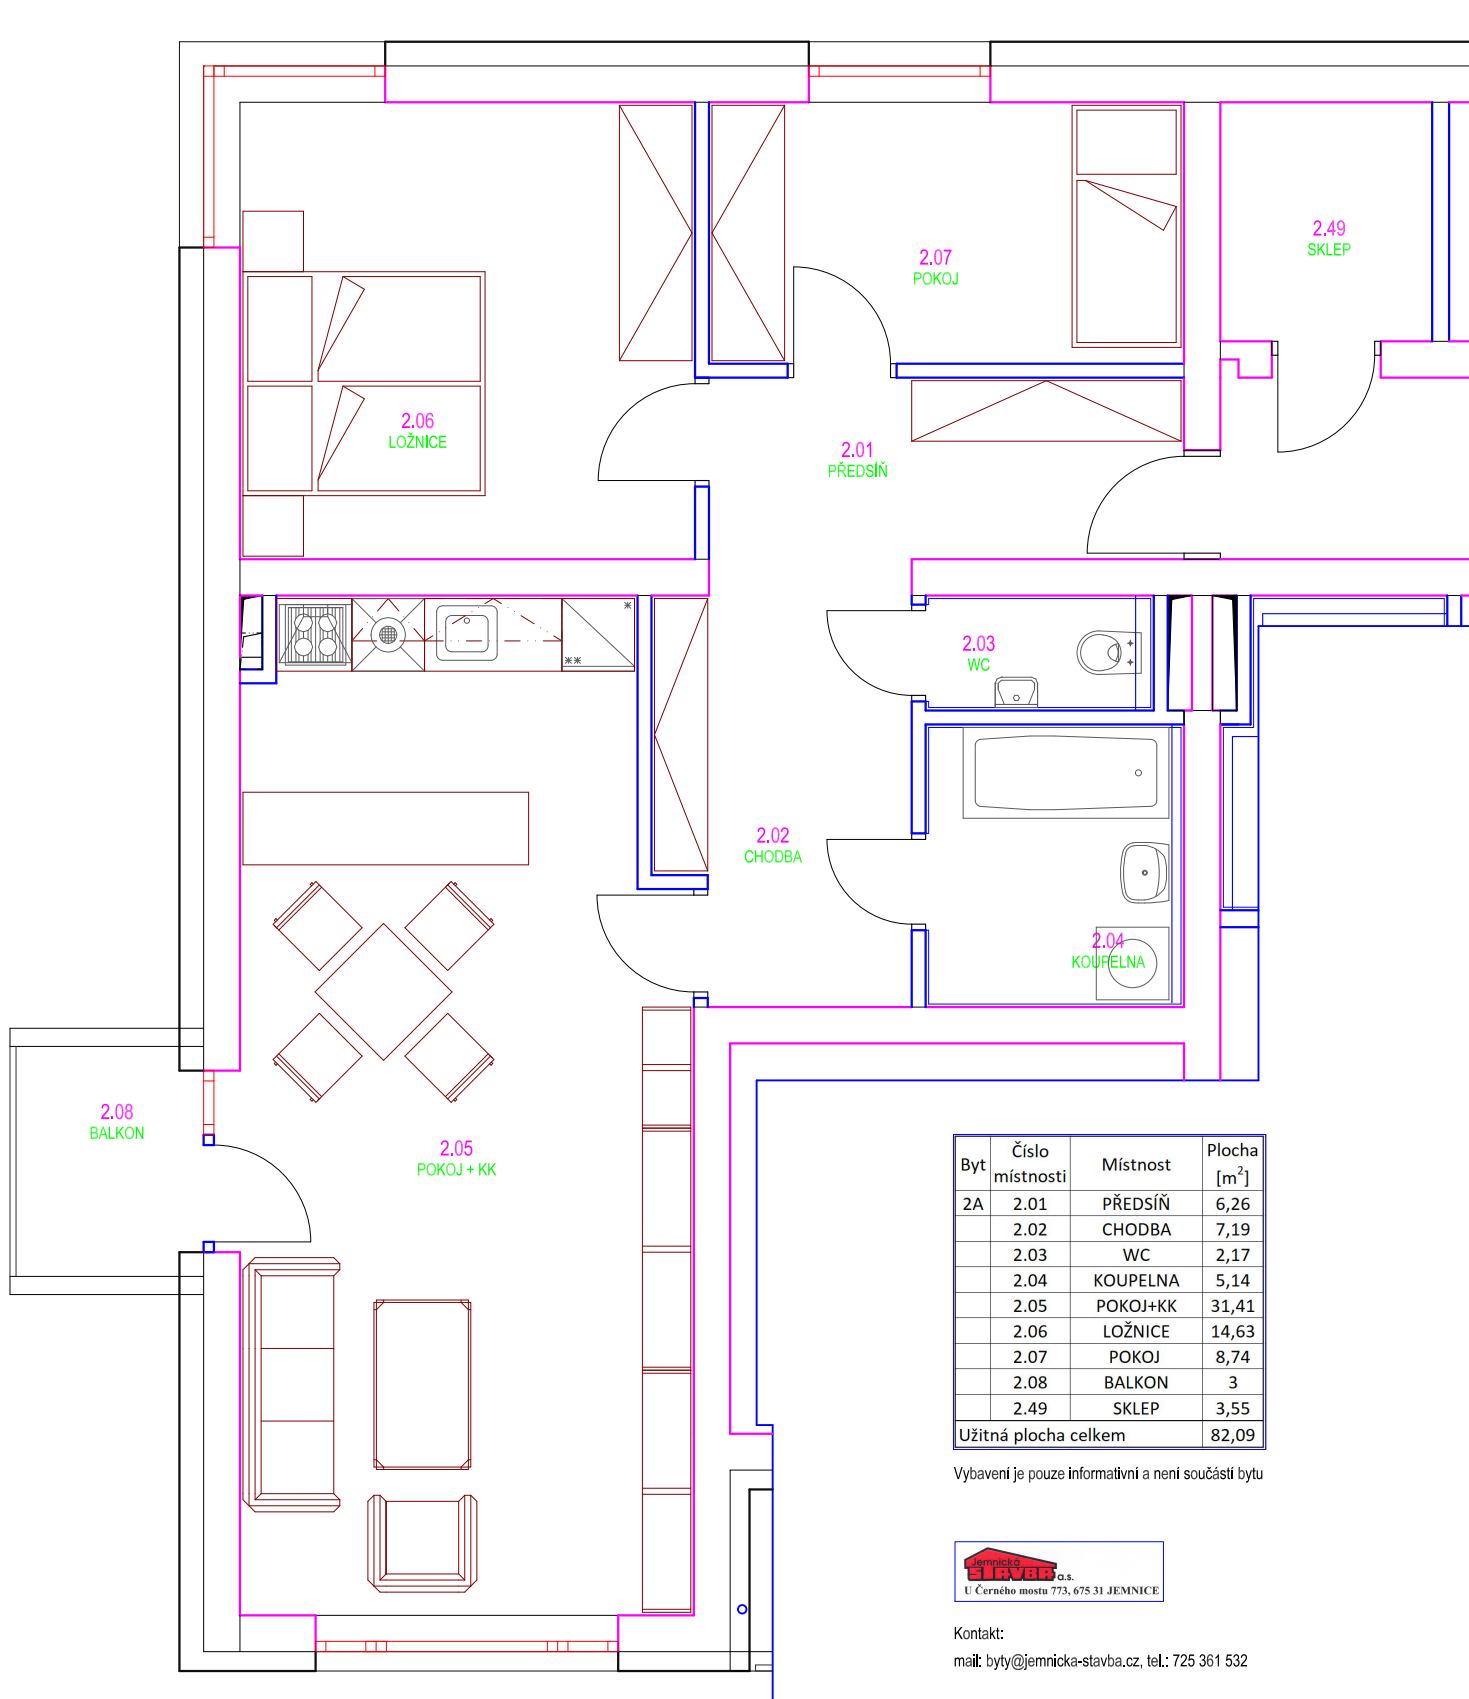 2.49
SKLEP
2.07
POKOJ
2.06
LOŽNICE
2.01
PŘEDSÍŇ
2.03
WC
2.02
CHODBA
2.04
KOUPELNA
2.08
BALKON
2.05
POKOJ + KK
Byt Číslo místnosti Místnost Plocha [m²]
2A 2.01 PŘEDSÍŇ 6,26
2.02 CHODBA 7,19
2.03 WC 2,17
2.04 KOUPELNA 5,14
2.05 POKOJ+KK 31,41
2.06 LOŽNICE 14,63
2.07 POKOJ 8,74
2.08 BALKON 3
2.49 SKLEP 3,55
Užitná plocha celkem 82,09
Vybavení je pouze informativní a není součástí bytu
Jemnická
STAVBA a.s.
U Černého mostu 773, 675 31 JEMNICE
Kontakt:
mail: byty@jemnicka-stavba.cz, tel.: 725 361 532